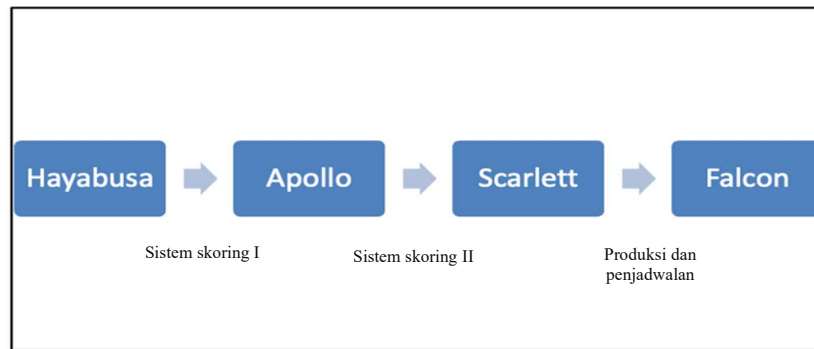 Hayabusa
Apollo
Scarlett
Falcon
Sistem skoring I
Sistem skoring II
Produksi dan
penjadwalan